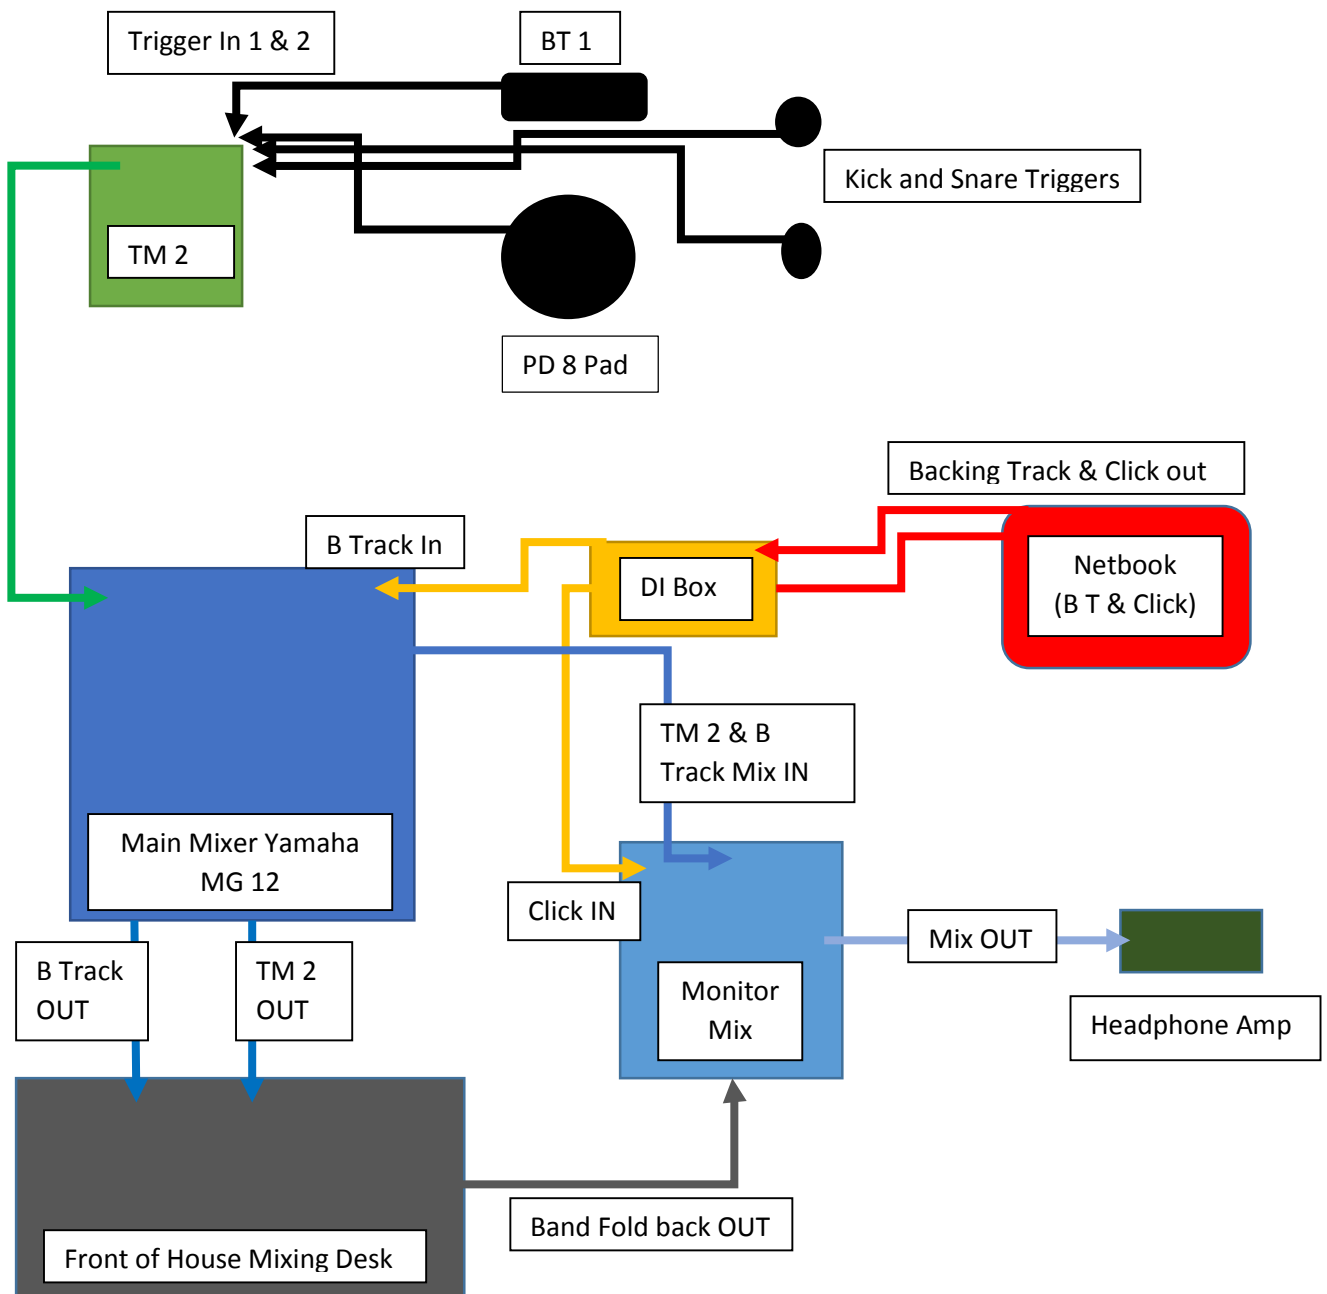 Trigger In 1 & 2
BT 1
Kick and Snare Triggers
TM 2
PD 8 Pad
Backing Track & Click out
B Track In
DI Box
Netbook
(B T & Click)
TM 2 & B
Track Mix IN
Main Mixer Yamaha
MG 12
Click IN
Mix OUT
B Track
OUT
TM 2
OUT
Monitor
Mix
Headphone Amp
Band Fold back OUT
Front of House Mixing Desk